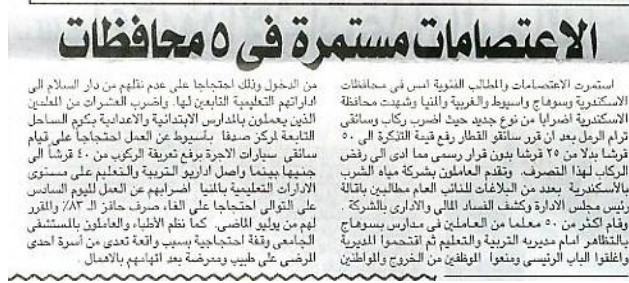 الاعتصامات مستمرة فى ٥ محافظات
استمرت الاعتصامات والمطالب الفئوية امس فى محافظات
الاسكندرية وسوهاج واسيوط والغربية والمنيا وشهدت محافظة
الاسكندرية اضرابا من نوع جديد حيث اضرب ركاب وسائقى
ترام الرمل بعد ان قرر سائقو القطار رفع قيمة التذكرة الى ٥٠
قرشا بدلا من ٢٥ قرشا بدون قرار رسمى مما ادى الى رفض
الركاب لهذا التصرف. وتقدم العاملون بشركة مياه الشرب
بالاسكندرية بعدد من البلاغات للنائب العام مطالبين باقالة
رئيس مجلس الادارة وكشف الفساد المالى والادارى بالشركة.
وقام اكثر من ٥٠ معلما من العاملين فى مدارس بسوهاج
بالتظاهر امام مديريه التربية والتعليم ثم اقتحموا المديرية
واغلقوا الباب الرئيسى ومنعوا الموظفين من الخروج والمواطنين
من الدخول وذلك احتجاجا على عدم نقلهم من دار السلام الى
اداراتهم التعليمية التابعين لها. واضرب العشرات من المعلمين
الذين يعملون بالمدارس الابتدائية والاعدادية بكوم الساحل
التابعة لمركز صدفا بأسيوط عن العمل احتجاجاً على قيام
سائقى سيارات الاجرة برفع تعريفة الركوب من ٤٠ قرشاً الى
جنيها بينما واصل اداريو التربية والتعليم على مستوى
الادارات التعليمية بالمنيا اضرابهم عن العمل لليوم السادس
على التوالى احتجاجا على الغاء صرف حافز الـ ٨٣٪ والمقرر
لهم من يوليو الماضى. كما نظم الأطباء والعاملون بالمستشفى
الجامعى وقفة احتجاجية بسبب واقعة تعدى من أسرة احدى
المرضى على طبيب وممرضة بعد اتهامهم بالاهمال.